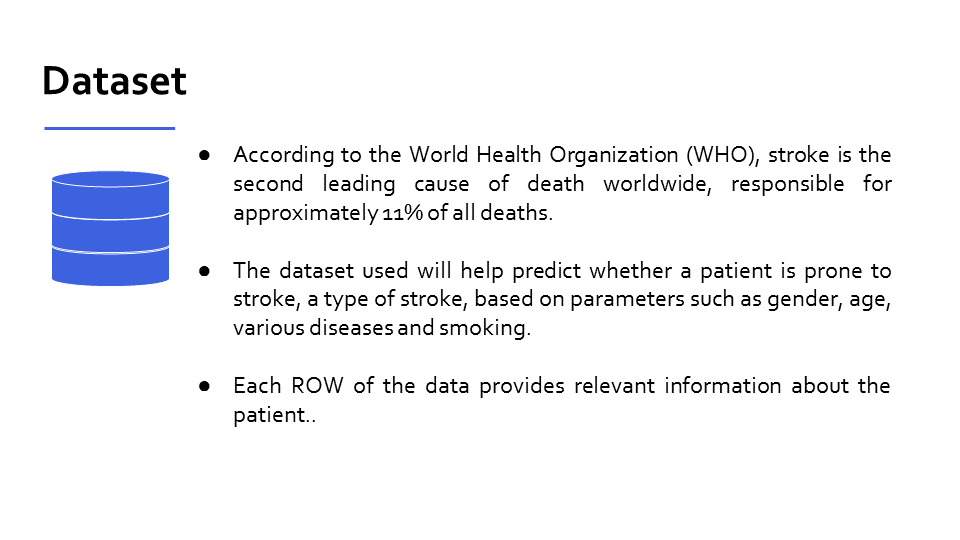 Dataset
● According to the World Health Organization (WHO), stroke is the
second leading cause of death worldwide, responsible for
approximately 11% of all deaths.
● The dataset used will help predict whether a patient is prone to
stroke, a type of stroke, based on parameters such as gender, age,
various diseases and smoking.
● Each ROW of the data provides relevant information about the
patient..